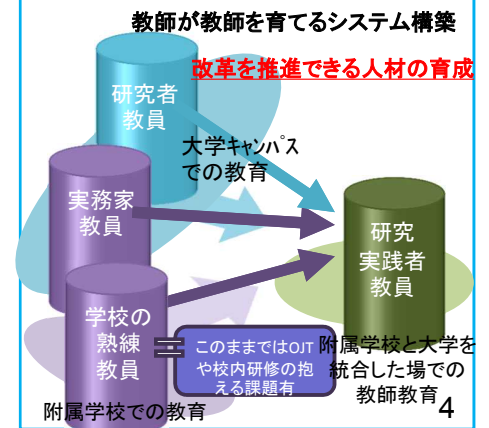 教師が教師を育てるシステム構築
改革を推進できる人材の育成
研究者
教員
大学ｷｬﾝﾊﾟｽ
での教育
実務家
教員
研究
実践者
教員
学校の
熟練
教員
このままではOJT
や校内研修の抱
える課題有
附属学校と大学を
統合した場での
教師教育
附属学校での教育
4